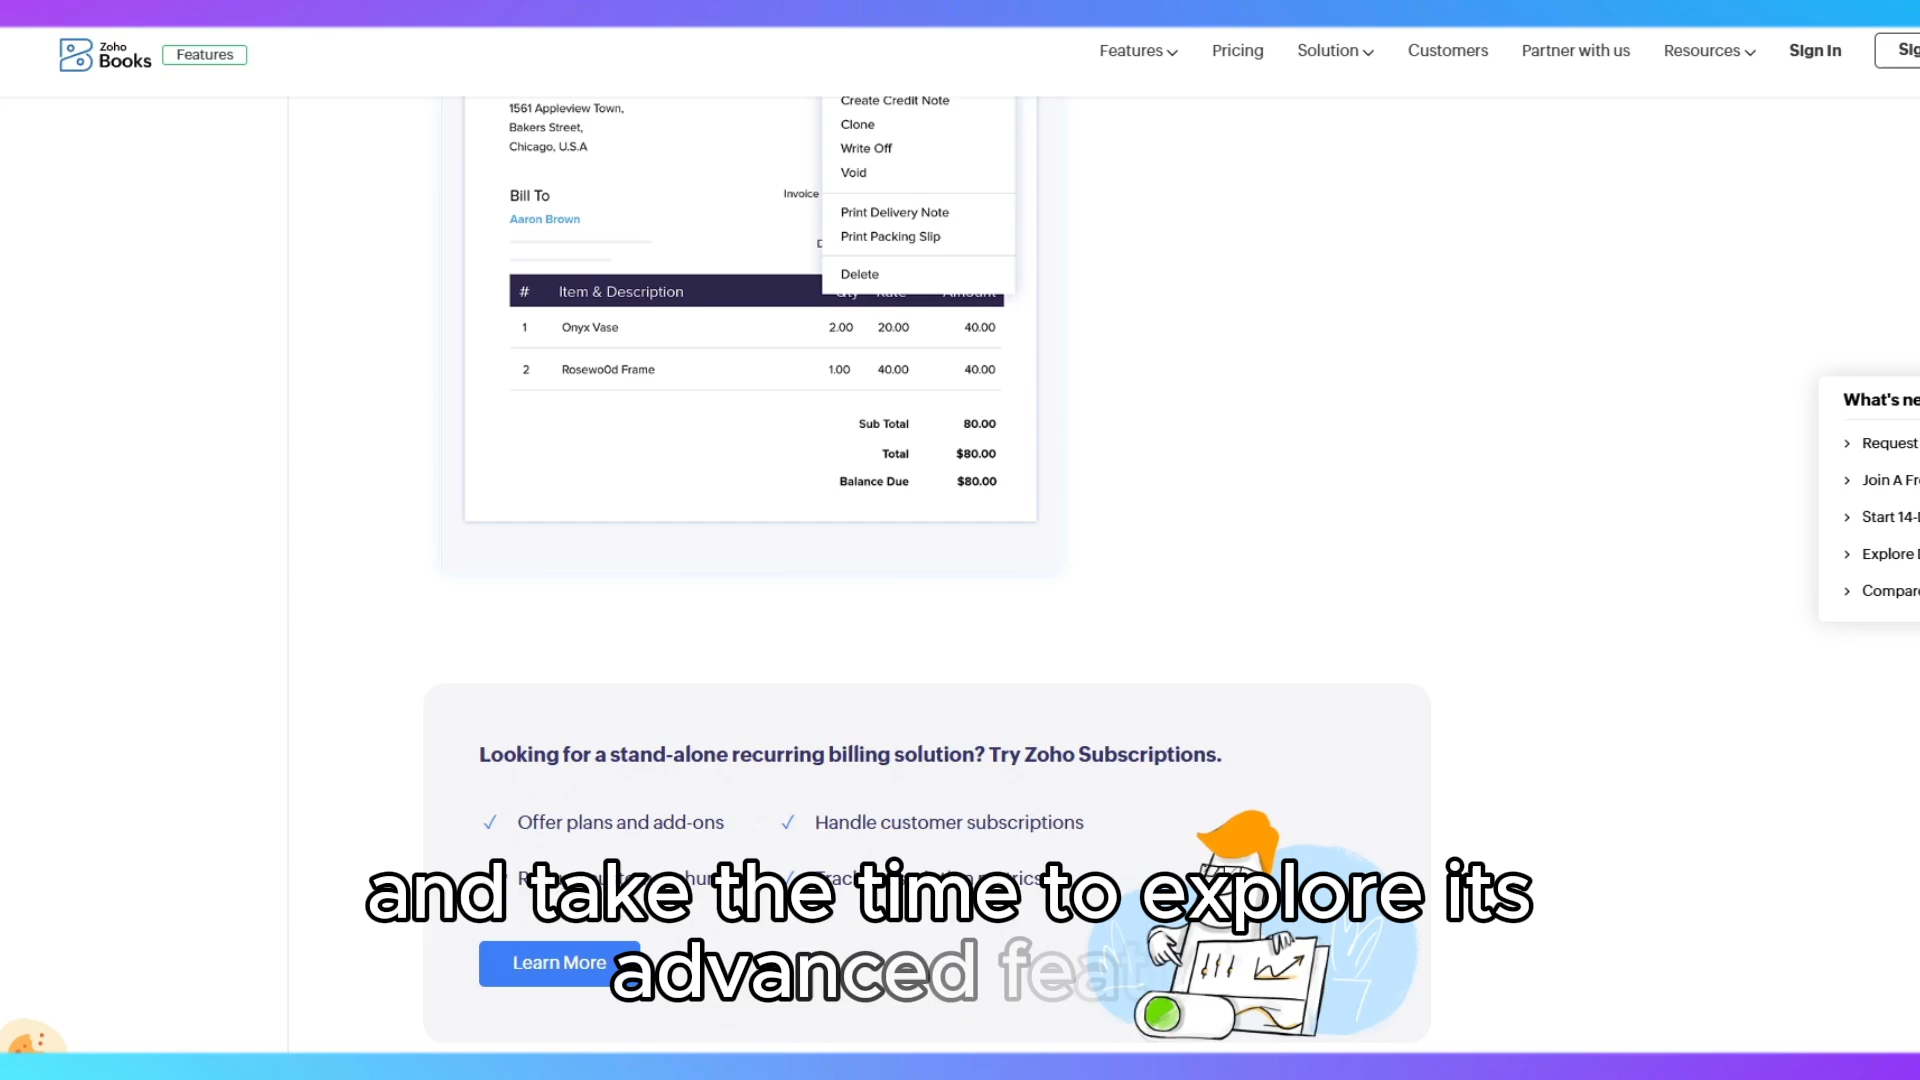 Zoho
Books
Features
Features
Pricing
Solution
Customers
Partner with us
Resources
Sign In
1561 Appleview Town,
Bakers Street,
Chicago, U.S.A
Bill To
Aaron Brown
Invoice
Create Credit Note
Clone
Write Off
Void
Print Delivery Note
Print Packing Slip
Delete
# Item & Description Qty Rate Amount
1 Onyx Vase 2.00 20.00 40.00
2 Rosewo0d Frame 1.00 40.00 40.00
Sub Total 80.00
Total $80.00
Balance Due $80.00
What's ne
Request
Join A Fr
Start 14-
Explore
Compare
Looking for a stand-alone recurring billing solution? Try Zoho Subscriptions.
Offer plans and add-ons
Handle customer subscriptions
Learn More
and take the time to explore its
advanced feat